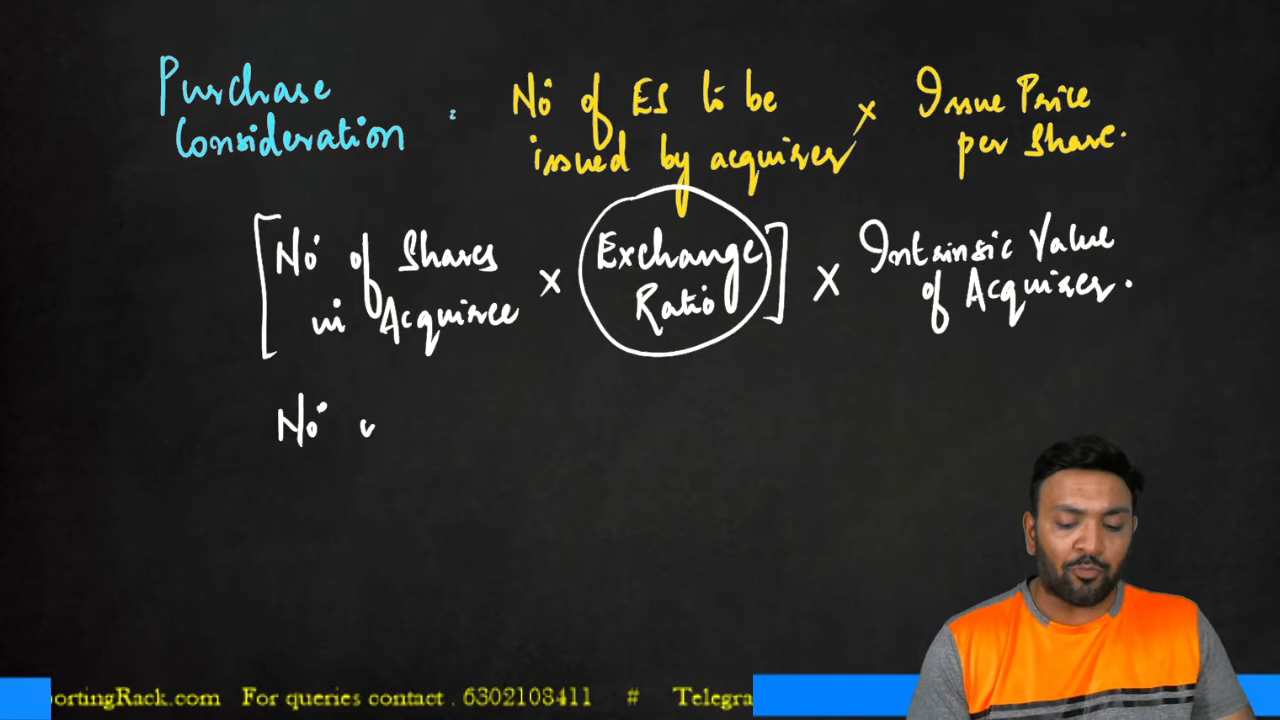 Purchase Consideration = No of ES to be issued by acquirer × Issue Price per Share.
[No of Shares in Acquiree × Exchange Ratio] × Intrinsic Value of Acquirer.
No
ortingRack.com For queries contact . 6302108411 # Telegra